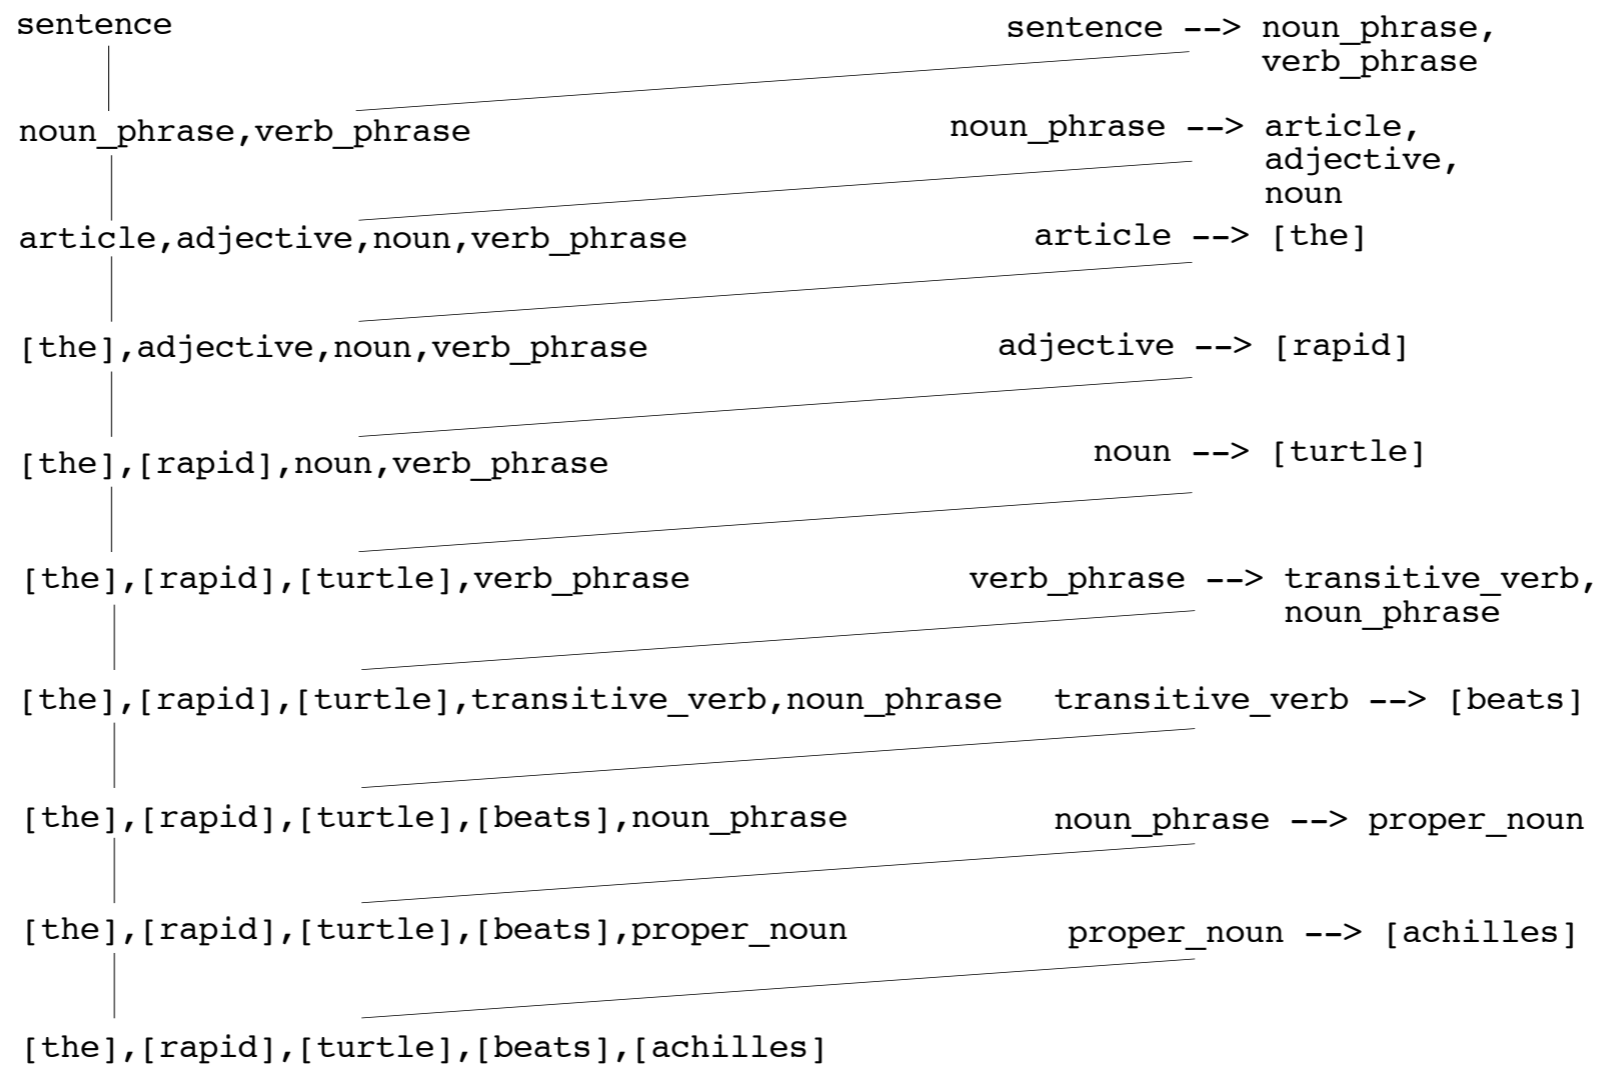 sentence
sentence --> noun_phrase,
verb_phrase
noun_phrase,verb_phrase
noun_phrase --> article,
adjective,
noun
article,adjective,noun,verb_phrase
article --> [the]
[the],adjective,noun,verb_phrase
adjective --> [rapid]
[the],[rapid],noun,verb_phrase
noun --> [turtle]
[the],[rapid],[turtle],verb_phrase
verb_phrase --> transitive_verb,
noun_phrase
[the],[rapid],[turtle],transitive_verb,noun_phrase
transitive_verb --> [beats]
[the],[rapid],[turtle],[beats],noun_phrase
noun_phrase --> proper_noun
[the],[rapid],[turtle],[beats],proper_noun
proper_noun --> [achilles]
[the],[rapid],[turtle],[beats],[achilles]